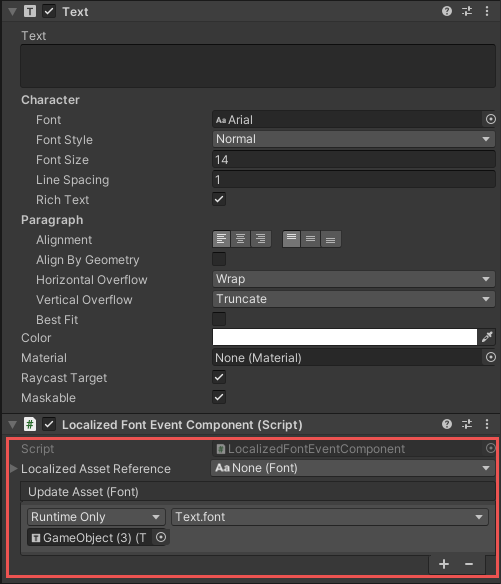 Text
Text
Character
Font Aa Arial
Font Style Normal
Font Size 14
Line Spacing 1
Rich Text
Paragraph
Alignment
Align By Geometry
Horizontal Overflow Wrap
Vertical Overflow Truncate
Best Fit
Color
Material None (Material)
Raycast Target
Maskable
# Localized Font Event Component (Script)
Script # LocalizedFontEventComponent
Localized Asset Reference Aa None (Font)
Update Asset (Font)
Runtime Only Text.font
GameObject (3) (T
+ −